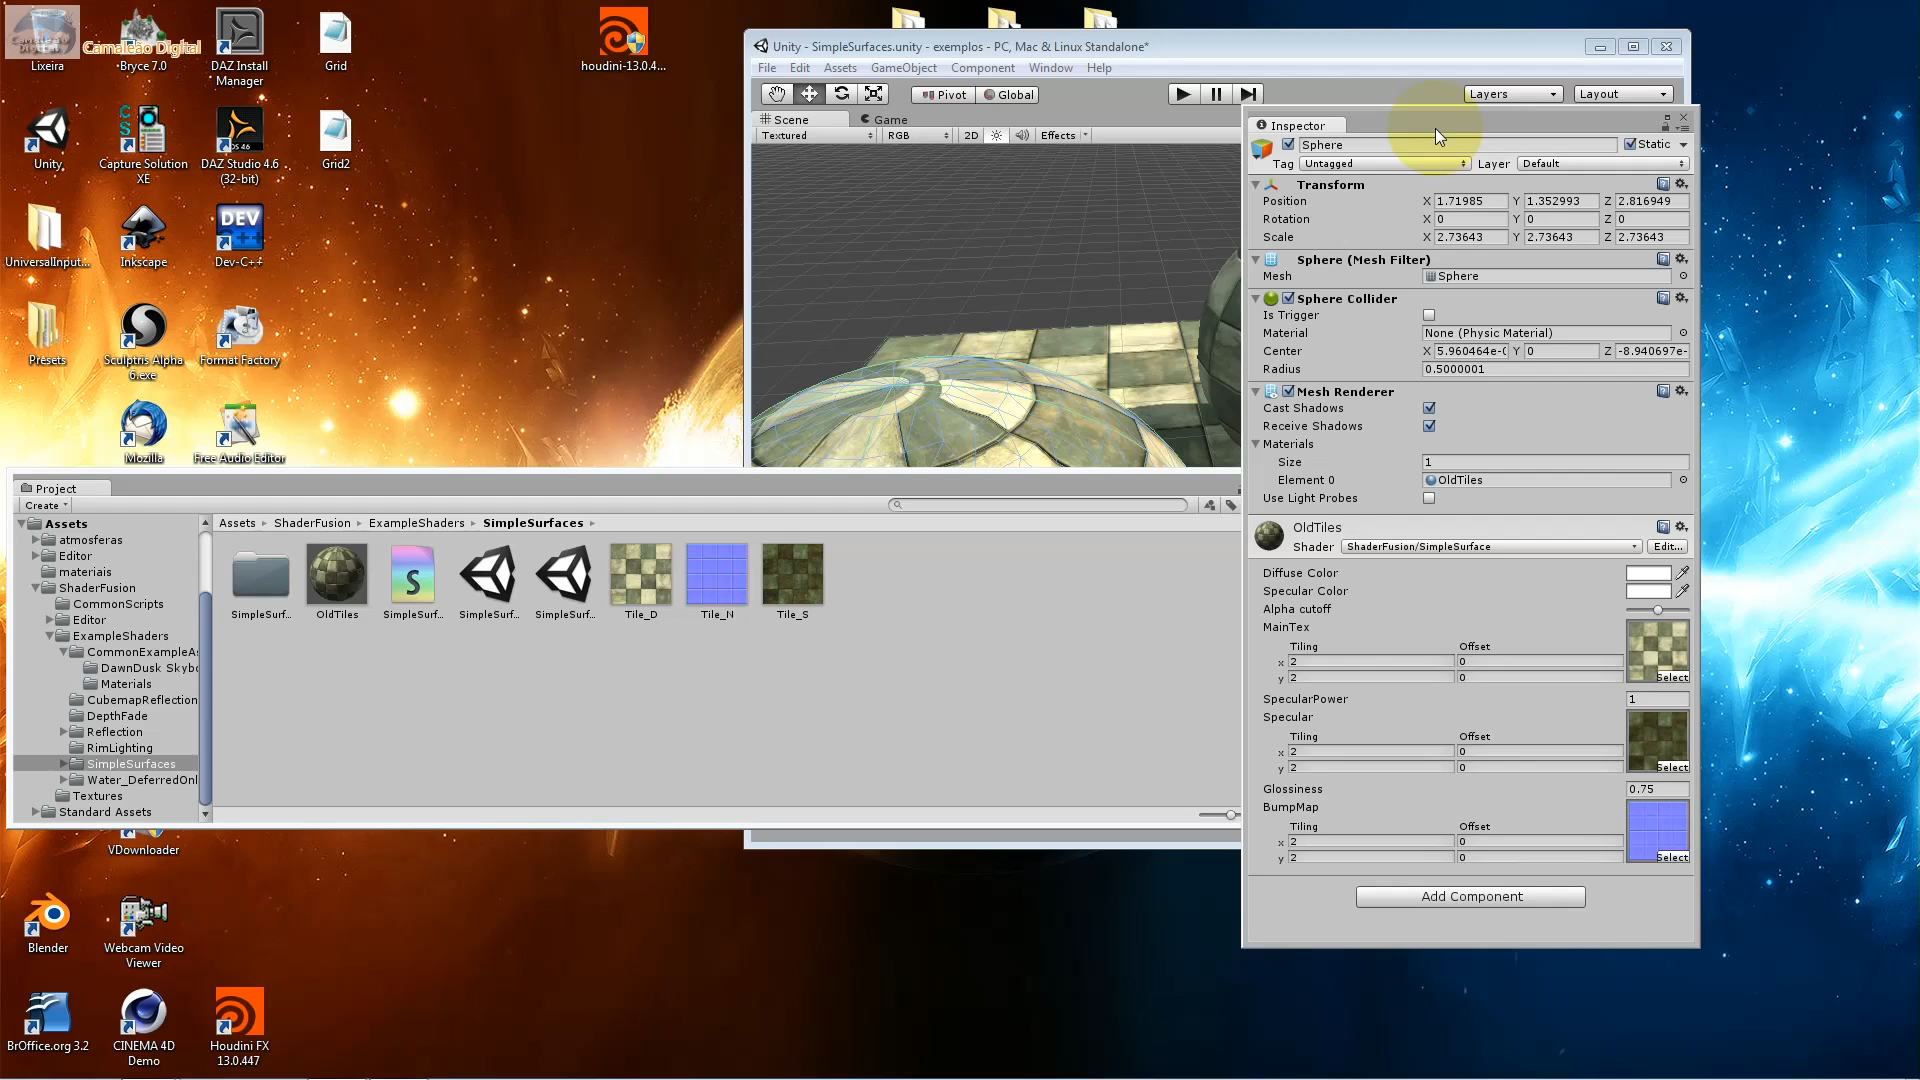 Camaleão Digital
Lixeira
Bryce 7.0
DAZ Install Manager
Grid
houdini-13.0.4...
Unity
Capture Solution XE
DAZ Studio 4.6 (32-bit)
Grid2
UniversalInput...
Inkscape
Dev-C++
Presets
Sculptris Alpha 6.exe
Format Factory
Mozilla
Free Audio Editor
Unity - SimpleSurfaces.unity - exemplos - PC, Mac & Linux Standalone*
File Edit Assets GameObject Component Window Help
Pivot Global Layers Layout
Scene Game
Textured RGB 2D Effects
Inspector
Sphere Static
Tag Untagged Layer Default
Transform
Position X 1.71985 Y 1.352993 Z 2.816949
Rotation X 0 Y 0 Z 0
Scale X 2.73643 Y 2.73643 Z 2.73643
Sphere (Mesh Filter)
Mesh Sphere
Sphere Collider
Is Trigger
Material None (Physic Material)
Center X 5.960464e-( Y 0 Z -8.940697e-
Radius 0.5000001
Mesh Renderer
Cast Shadows
Receive Shadows
Materials
Size 1
Element 0 OldTiles
Use Light Probes
OldTiles
Shader ShaderFusion/SimpleSurface Edit...
Diffuse Color
Specular Color
Alpha cutoff
MainTex
Tiling Offset
x 2 0
y 2 0
Select
SpecularPower 1
Specular
Tiling Offset
x 2 0
y 2 0
Select
Glossiness 0.75
BumpMap
Tiling Offset
x 2 0
y 2 0
Select
Add Component
Project
Create
Assets
atmosferas
Editor
materiais
ShaderFusion
CommonScripts
Editor
ExampleShaders
CommonExampleAs
DawnDusk Skybo
Materials
CubemapReflection
DepthFade
Reflection
RimLighting
SimpleSurfaces
Water_DeferredOnl
Textures
Standard Assets
Assets ShaderFusion ExampleShaders SimpleSurfaces
SimpleSurf... OldTiles SimpleSurf... SimpleSurf... SimpleSurf... Tile_D Tile_N Tile_S
VDownloader
Blender
Webcam Video Viewer
BrOffice.org 3.2
CINEMA 4D Demo
Houdini FX 13.0.447